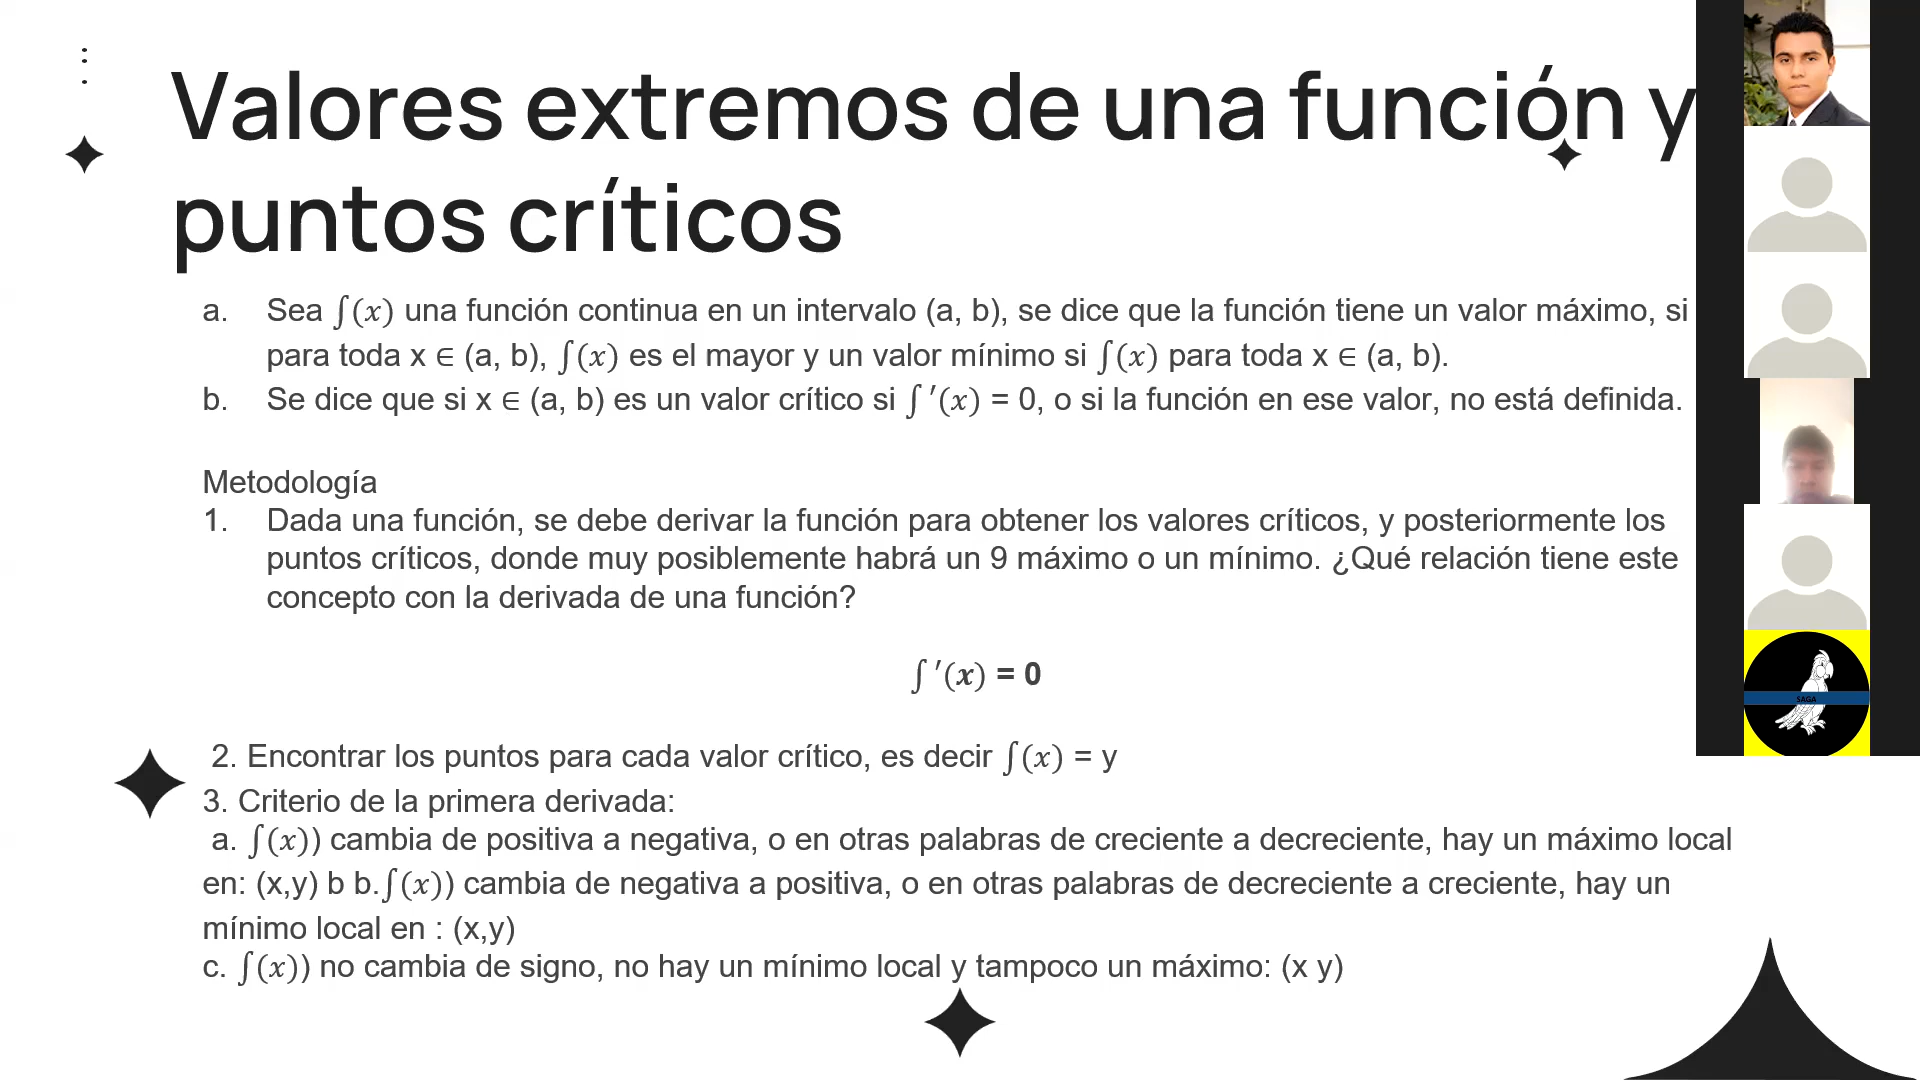 Valores extremos de una función y
puntos críticos
a. Sea ∫(x) una función continua en un intervalo (a, b), se dice que la función tiene un valor máximo, si
para toda x ∈ (a, b), ∫(x) es el mayor y un valor mínimo si ∫(x) para toda x ∈ (a, b).
b. Se dice que si x ∈ (a, b) es un valor crítico si ∫ ′(x) = 0, o si la función en ese valor, no está definida.
Metodología
1. Dada una función, se debe derivar la función para obtener los valores críticos, y posteriormente los
puntos críticos, donde muy posiblemente habrá un 9 máximo o un mínimo. ¿Qué relación tiene este
concepto con la derivada de una función?
∫ ′(x) = 0
2. Encontrar los puntos para cada valor crítico, es decir ∫(x) = y
3. Criterio de la primera derivada:
a. ∫(x)) cambia de positiva a negativa, o en otras palabras de creciente a decreciente, hay un máximo local
en: (x,y) b b.∫(x)) cambia de negativa a positiva, o en otras palabras de decreciente a creciente, hay un
mínimo local en : (x,y)
c. ∫(x)) no cambia de signo, no hay un mínimo local y tampoco un máximo: (x y)
SAGA